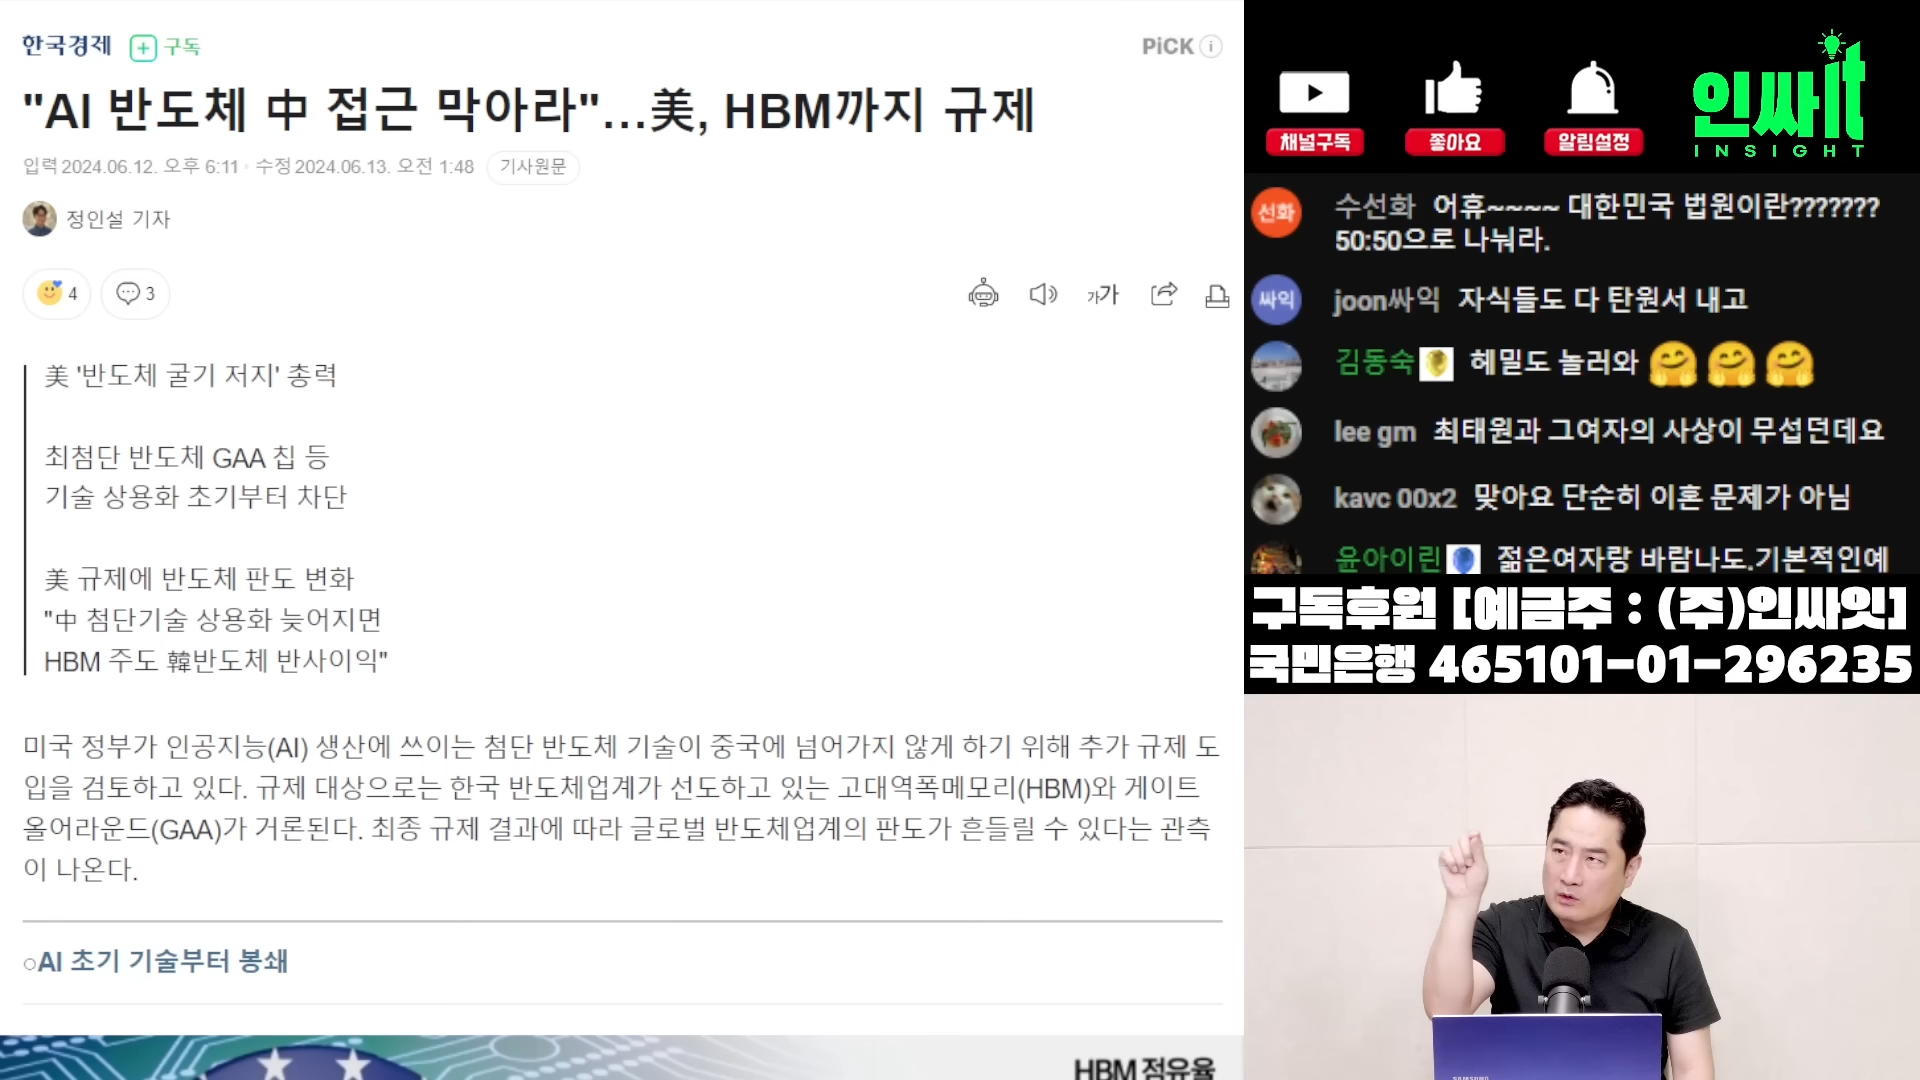 한국경제 구독
PiCK
"AI 반도체 中 접근 막아라"…美, HBM까지 규제
입력 2024.06.12. 오후 6:11 · 수정 2024.06.13. 오전 1:48 기사원문
정인설 기자
4 3
가가
美 '반도체 굴기 저지' 총력
최첨단 반도체 GAA 칩 등
기술 상용화 초기부터 차단
美 규제에 반도체 판도 변화
"中 첨단기술 상용화 늦어지면
HBM 주도 韓반도체 반사이익"
미국 정부가 인공지능(AI) 생산에 쓰이는 첨단 반도체 기술이 중국에 넘어가지 않게 하기 위해 추가 규제 도
입을 검토하고 있다. 규제 대상으로는 한국 반도체업계가 선도하고 있는 고대역폭메모리(HBM)와 게이트
올어라운드(GAA)가 거론된다. 최종 규제 결과에 따라 글로벌 반도체업계의 판도가 흔들릴 수 있다는 관측
이 나온다.
○AI 초기 기술부터 봉쇄
HBM 점유율
채널구독 좋아요 알림설정
인싸it
INSIGHT
선화 수선화 어휴~~~~ 대한민국 법원이란???????
50:50으로 나눠라.
싸익 joon싸익 자식들도 다 탄원서 내고
김동숙 헤밀도 놀러와 🤗🤗🤗
lee gm 최태원과 그여자의 사상이 무섭던데요
kavc 00x2 맞아요 단순히 이혼 문제가 아님
윤아이린 젊은여자랑 바람나도.기본적인예
구독후원 [예금주 : (주)인싸잇]
국민은행 465101-01-296235
SAMSUNG